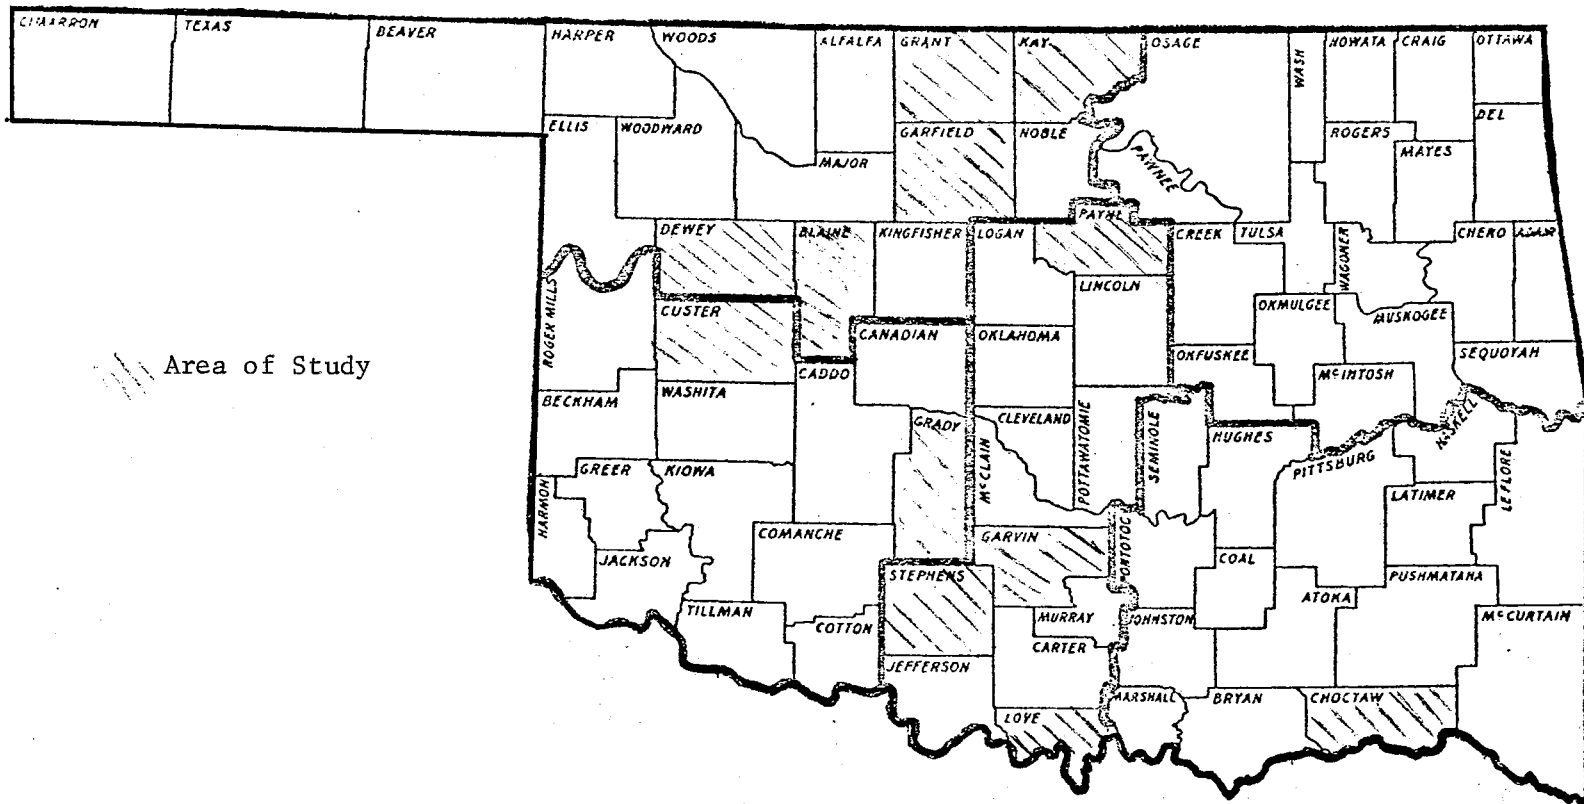 CIMARRON TEXAS BEAVER HARPER WOODS ALFALFA GRANT KAY OSAGE WASH NOWATA CRAIG OTTAWA
ELLIS WOODWARD MAJOR GARFIELD NOBLE PAWNEE ROGERS MAYES DEL
DEWEY BLAINE KINGFISHER LOGAN PAYNE CREEK TULSA WAGONER CHERO ADAIR
ROGER MILLS CUSTER LINCOLN OKMULGEE MUSKOGEE
CANADIAN OKLAHOMA OKFUSKEE SEQUOYAH
Area of Study
BECKHAM WASHITA CADDO McINTOSH
GRADY McCLAIN CLEVELAND POTTAWATOMIE SEMINOLE HUGHES PITTSBURG HASKELL
GREER KIOWA LATIMER LEFLORE
HARMON JACKSON COMANCHE GARVIN PONTOTOC COAL
STEPHENS ATOKA PUSHMATAHA
TILLMAN COTTON MURRAY JOHNSTON McCURTAIN
JEFFERSON CARTER
LOVE MARSHALL BRYAN CHOCTAW